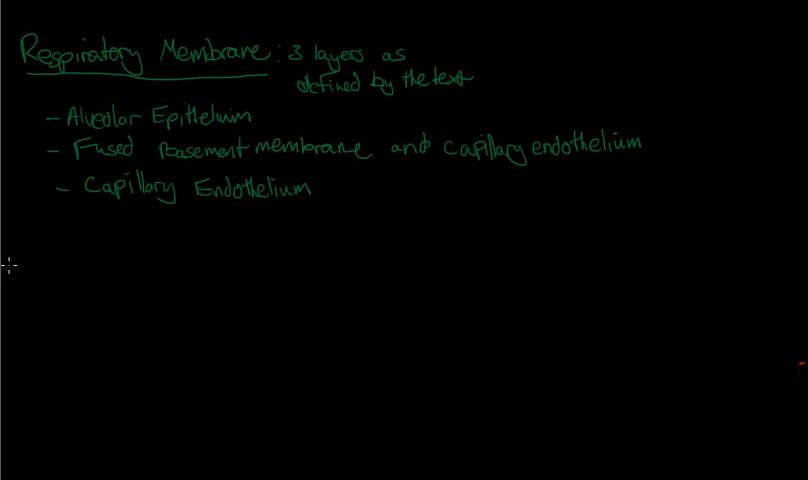 Respiratory Membrane: 3 layers as
defined by the text
- Alveolar Epithelium
- Fused Basement membrane and capillary endothelium
- Capillary Endothelium